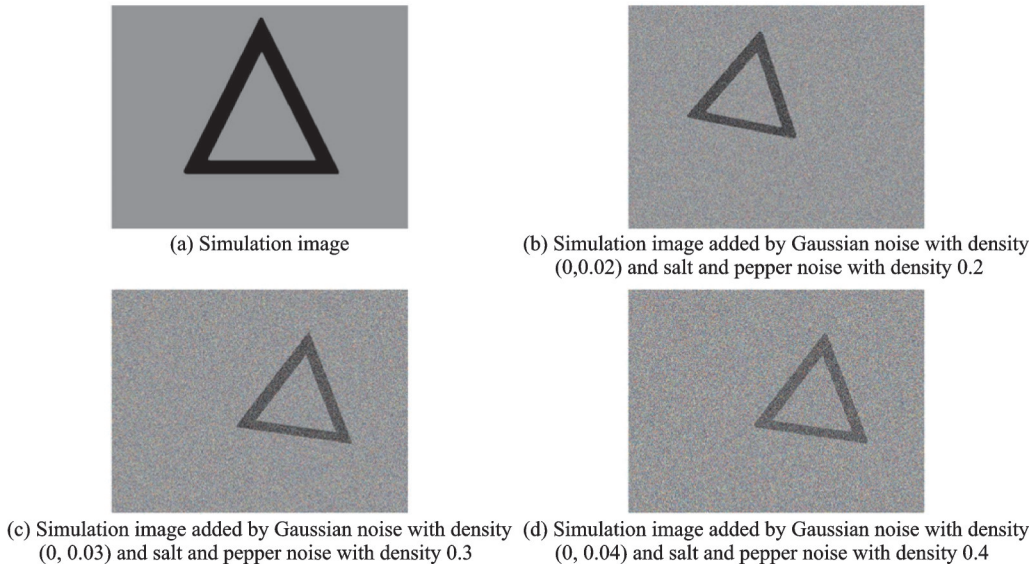 (a) Simulation image
(b) Simulation image added by Gaussian noise with density
(0,0.02) and salt and pepper noise with density 0.2
(c) Simulation image added by Gaussian noise with density
(0, 0.03) and salt and pepper noise with density 0.3
(d) Simulation image added by Gaussian noise with density
(0, 0.04) and salt and pepper noise with density 0.4